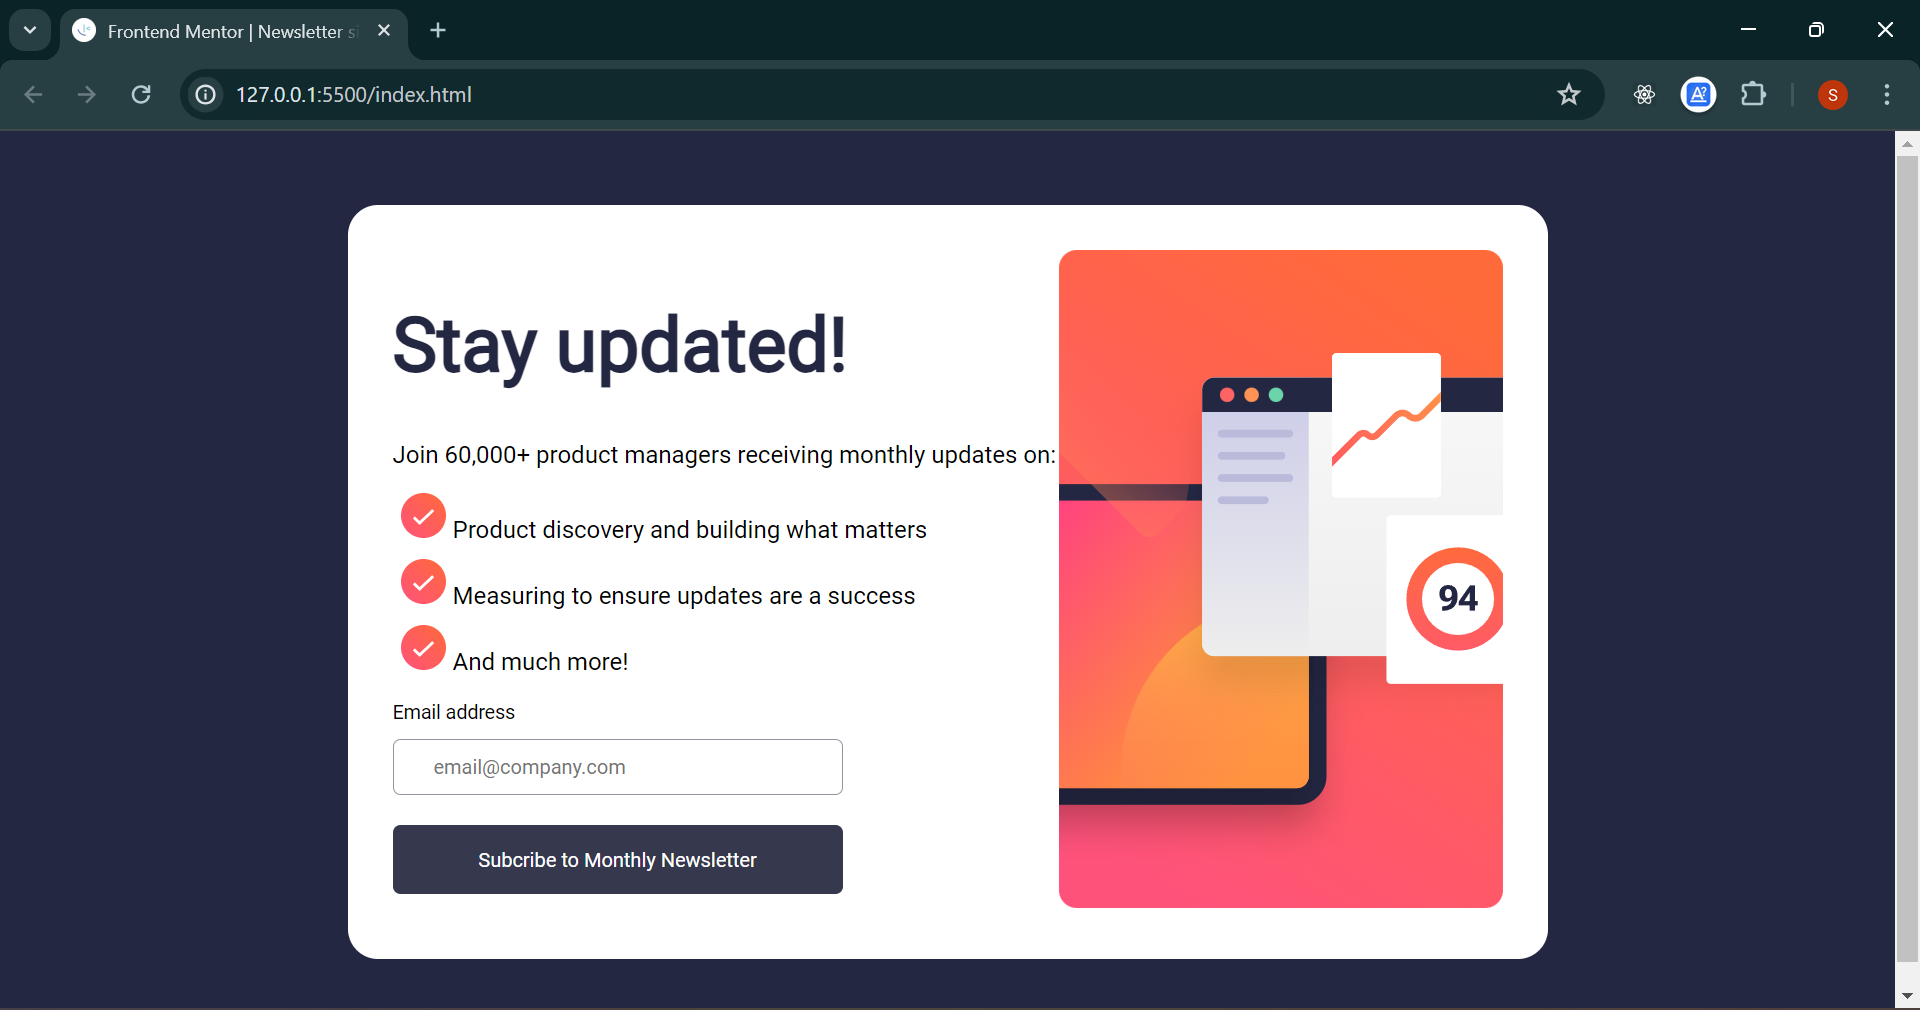 Frontend Mentor | Newsletter si
127.0.0.1:5500/index.html
A?
S
Stay updated!
Join 60,000+ product managers receiving monthly updates on:
Product discovery and building what matters
Measuring to ensure updates are a success
And much more!
Email address
email@company.com
Subcribe to Monthly Newsletter
94